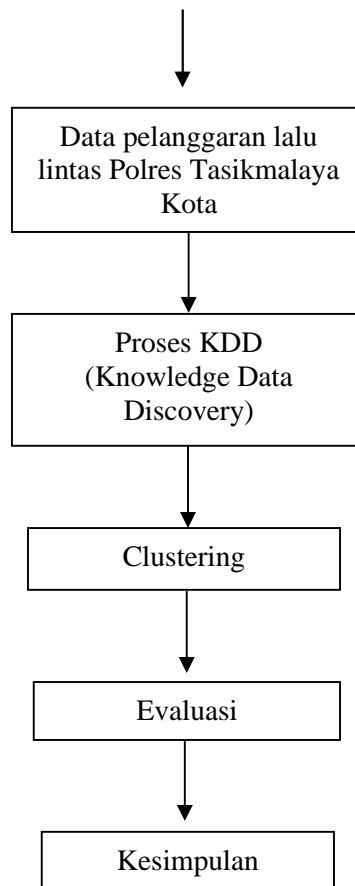 Data pelanggaran lalu
lintas Polres Tasikmalaya
Kota
Proses KDD
(Knowledge Data
Discovery)
Clustering
Evaluasi
Kesimpulan